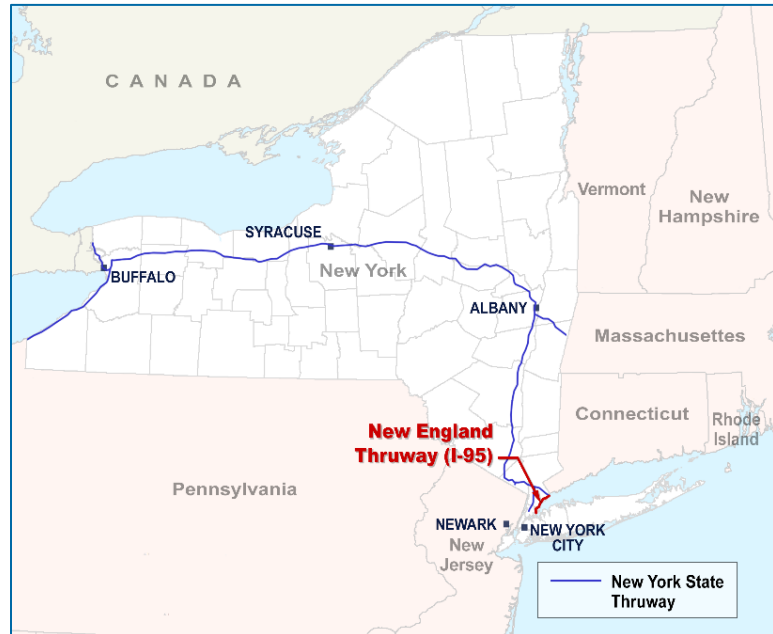 CANADA
Vermont
New
Hampshire
SYRACUSE
New York
BUFFALO
ALBANY
Massachusetts
Connecticut
Rhode
Island
New England
Thruway (I-95)
Pennsylvania
NEWARK
NEW YORK
CITY
New
Jersey
New York State
Thruway